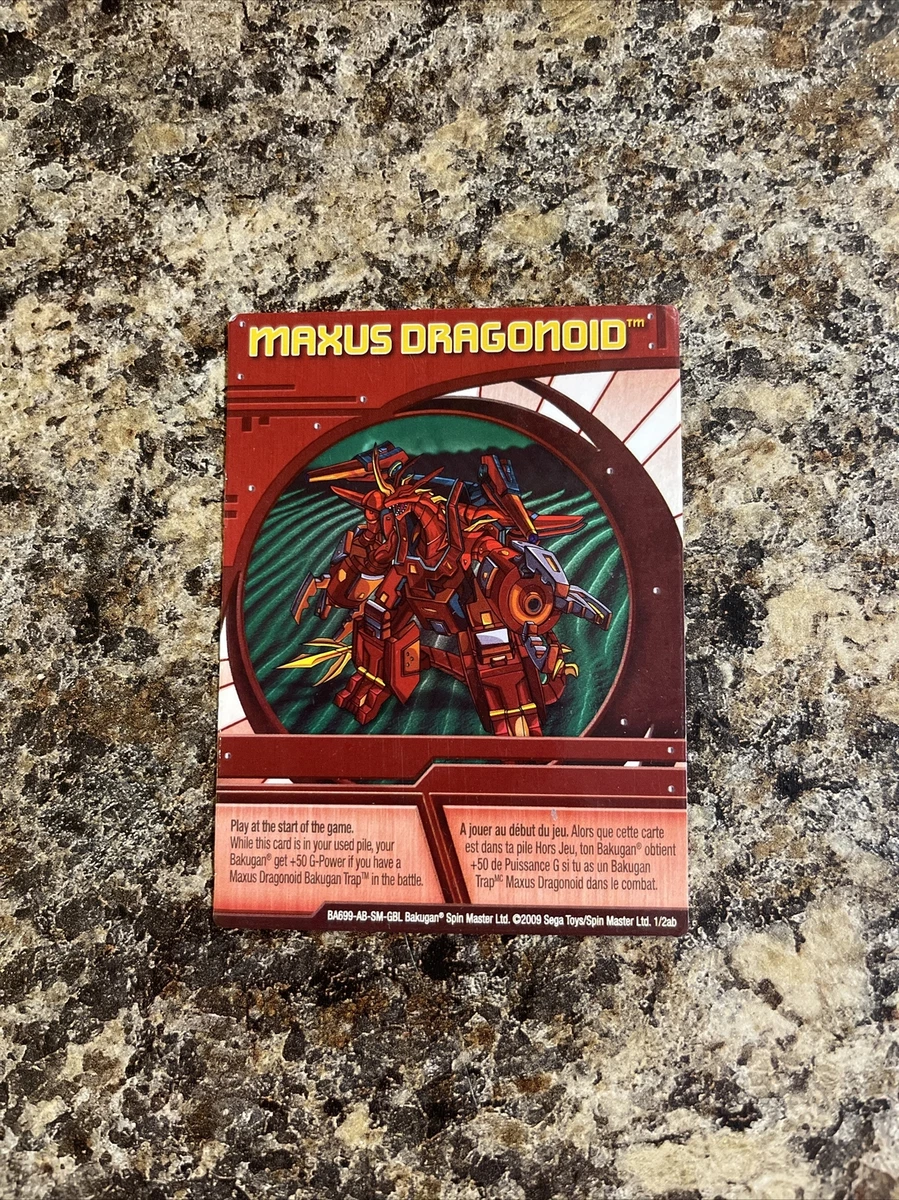 MAXUS DRAGONOID™
Play at the start of the game.
While this card is in your used pile, your
Bakugan® get +50 G-Power if you have a
Maxus Dragonoid Bakugan Trap™ in the battle.
A jouer au début du jeu. Alors que cette carte
est dans ta pile Hors Jeu, ton Bakugan® obtient
+50 de Puissance G si tu as un Bakugan
Trap MC Maxus Dragonoid dans le combat.
BA699-AB-SM-GBL Bakugan® Spin Master Ltd. ©2009 Sega Toys/Spin Master Ltd. 1/2ab